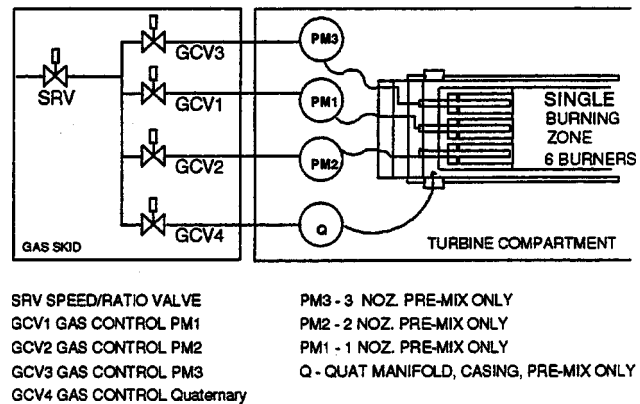 PM3
GCV3
SRV
GCV1
PM1
SINGLE
BURNING
ZONE
6 BURNERS
GCV2
PM2
GCV4
Q
GAS SKID
TURBINE COMPARTMENT
SRV SPEED/RATIO VALVE
GCV1 GAS CONTROL PM1
GCV2 GAS CONTROL PM2
GCV3 GAS CONTROL PM3
GCV4 GAS CONTROL Quaternary
PM3 - 3 NOZ. PRE-MIX ONLY
PM2 - 2 NOZ. PRE-MIX ONLY
PM1 - 1 NOZ. PRE-MIX ONLY
Q - QUAT MANIFOLD, CASING, PRE-MIX ONLY